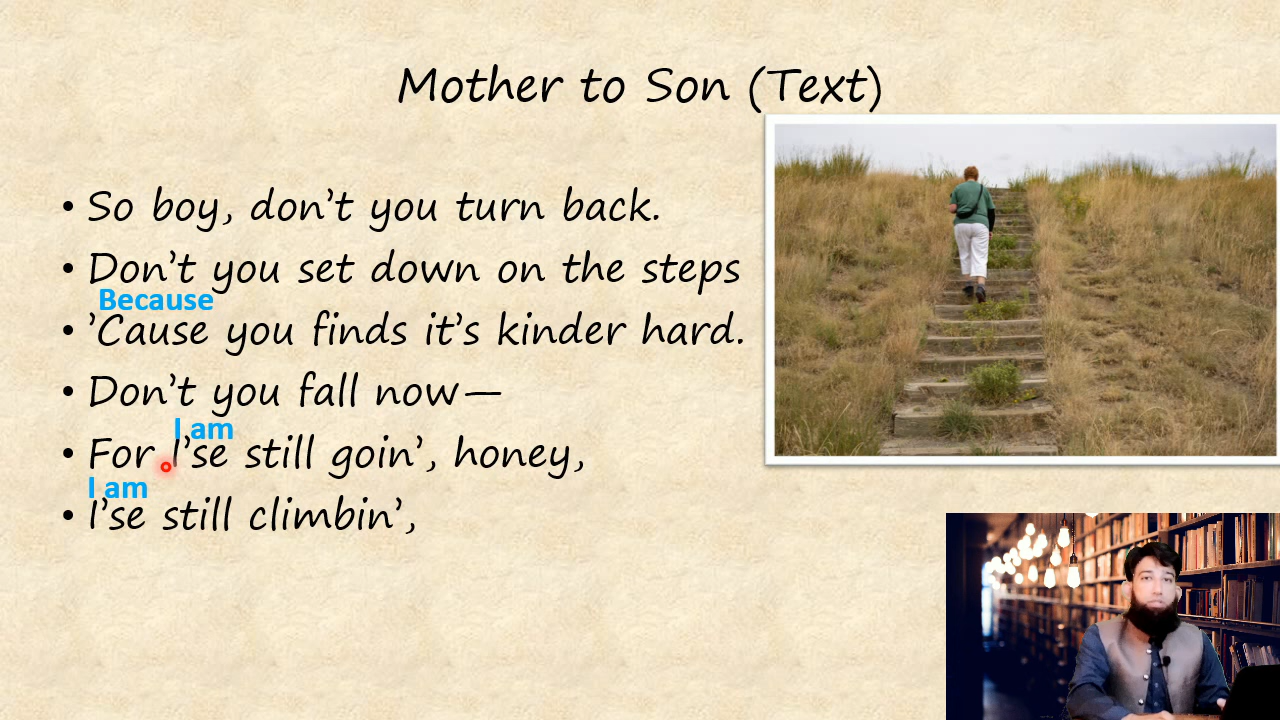 Mother to Son (Text)
• So boy, don’t you turn back.
• Don’t you set down on the steps
Because
• ’Cause you finds it’s kinder hard.
• Don’t you fall now—
I am
• For I’se still goin’, honey,
I am
• I’se still climbin’,